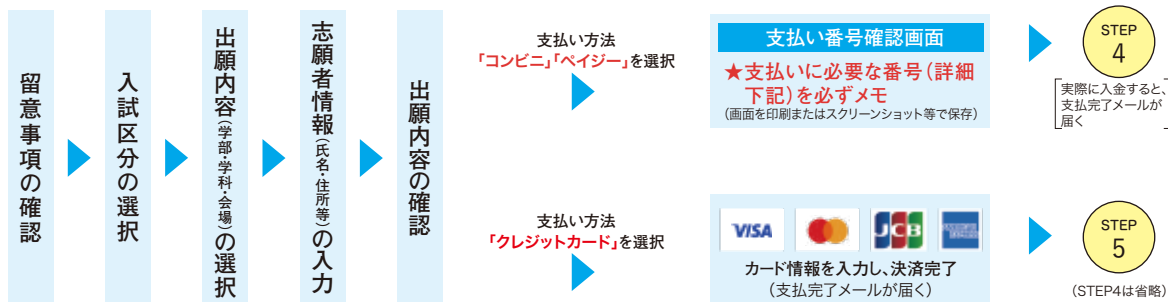 留意事項の確認
入試区分の選択
出願内容(学部・学科・会場)の選択
志願者情報(氏名・住所等)の入力
出願内容の確認
支払い方法
「コンビニ」「ペイジー」を選択
支払い番号確認画面
★支払いに必要な番号(詳細
下記)を必ずメモ
(画面を印刷またはスクリーンショット等で保存)
STEP
4
実際に入金すると、
支払完了メールが
届く
支払い方法
「クレジットカード」を選択
VISA
JCB
AMERICAN EXPRESS
カード情報を入力し、決済完了
(支払完了メールが届く)
STEP
5
(STEP4は省略)